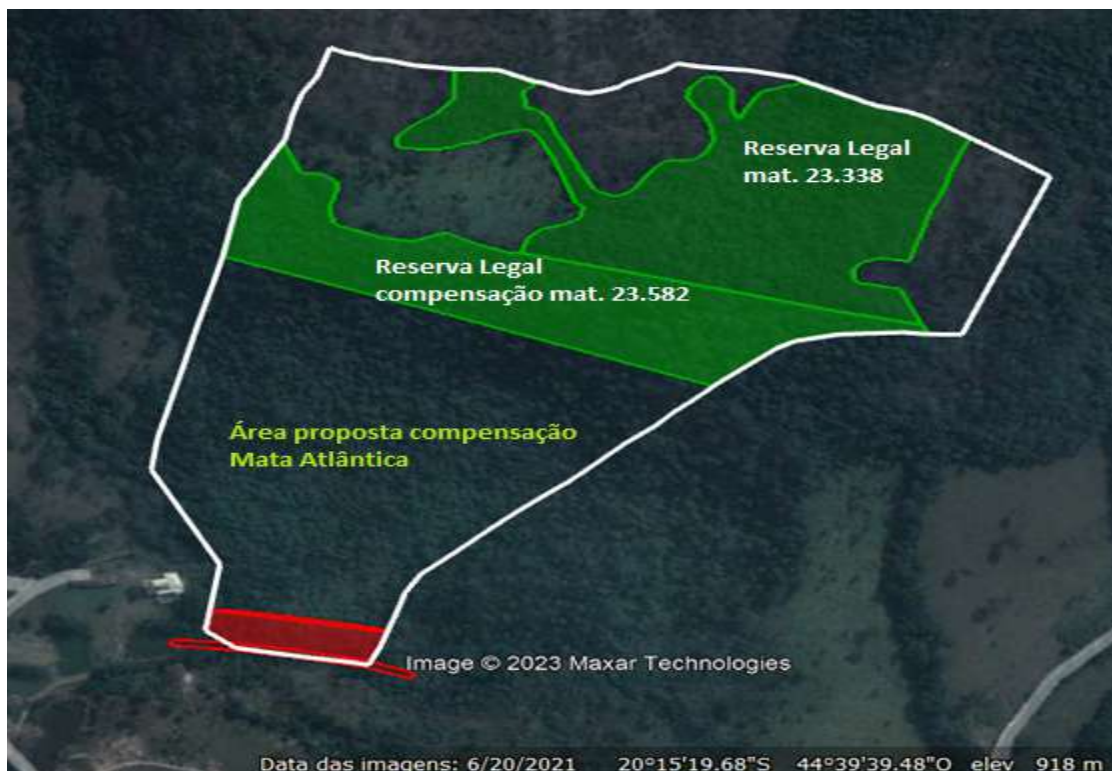 Reserva Legal
mat. 23.338
Reserva Legal
compensação mat. 23.582
Área proposta compensação
Mata Atlântica
Image © 2023 Maxar Technologies
Data das imagens: 6/20/2021 20°15'19.68"S 44°39'39.48"O elev 918 m